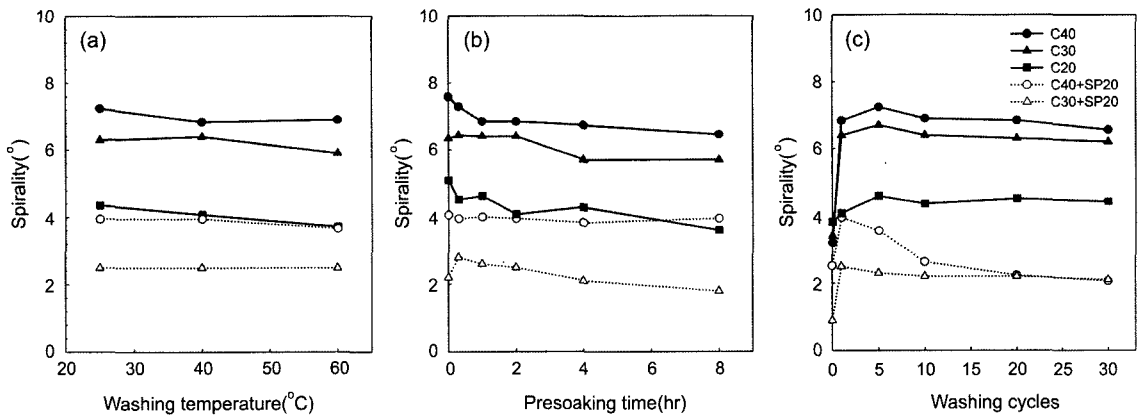 (a)
10
8
6
4
2
0
Spirality(°)
20 30 40 50 60
Washing temperature(°C)
(b)
10
8
6
4
2
0
Spirality(°)
0 2 4 6 8
Presoaking time(hr)
(c)
10
8
6
4
2
0
Spirality(°)
0 5 10 15 20 25 30
Washing cycles
C40
C30
C20
C40+SP20
C30+SP20